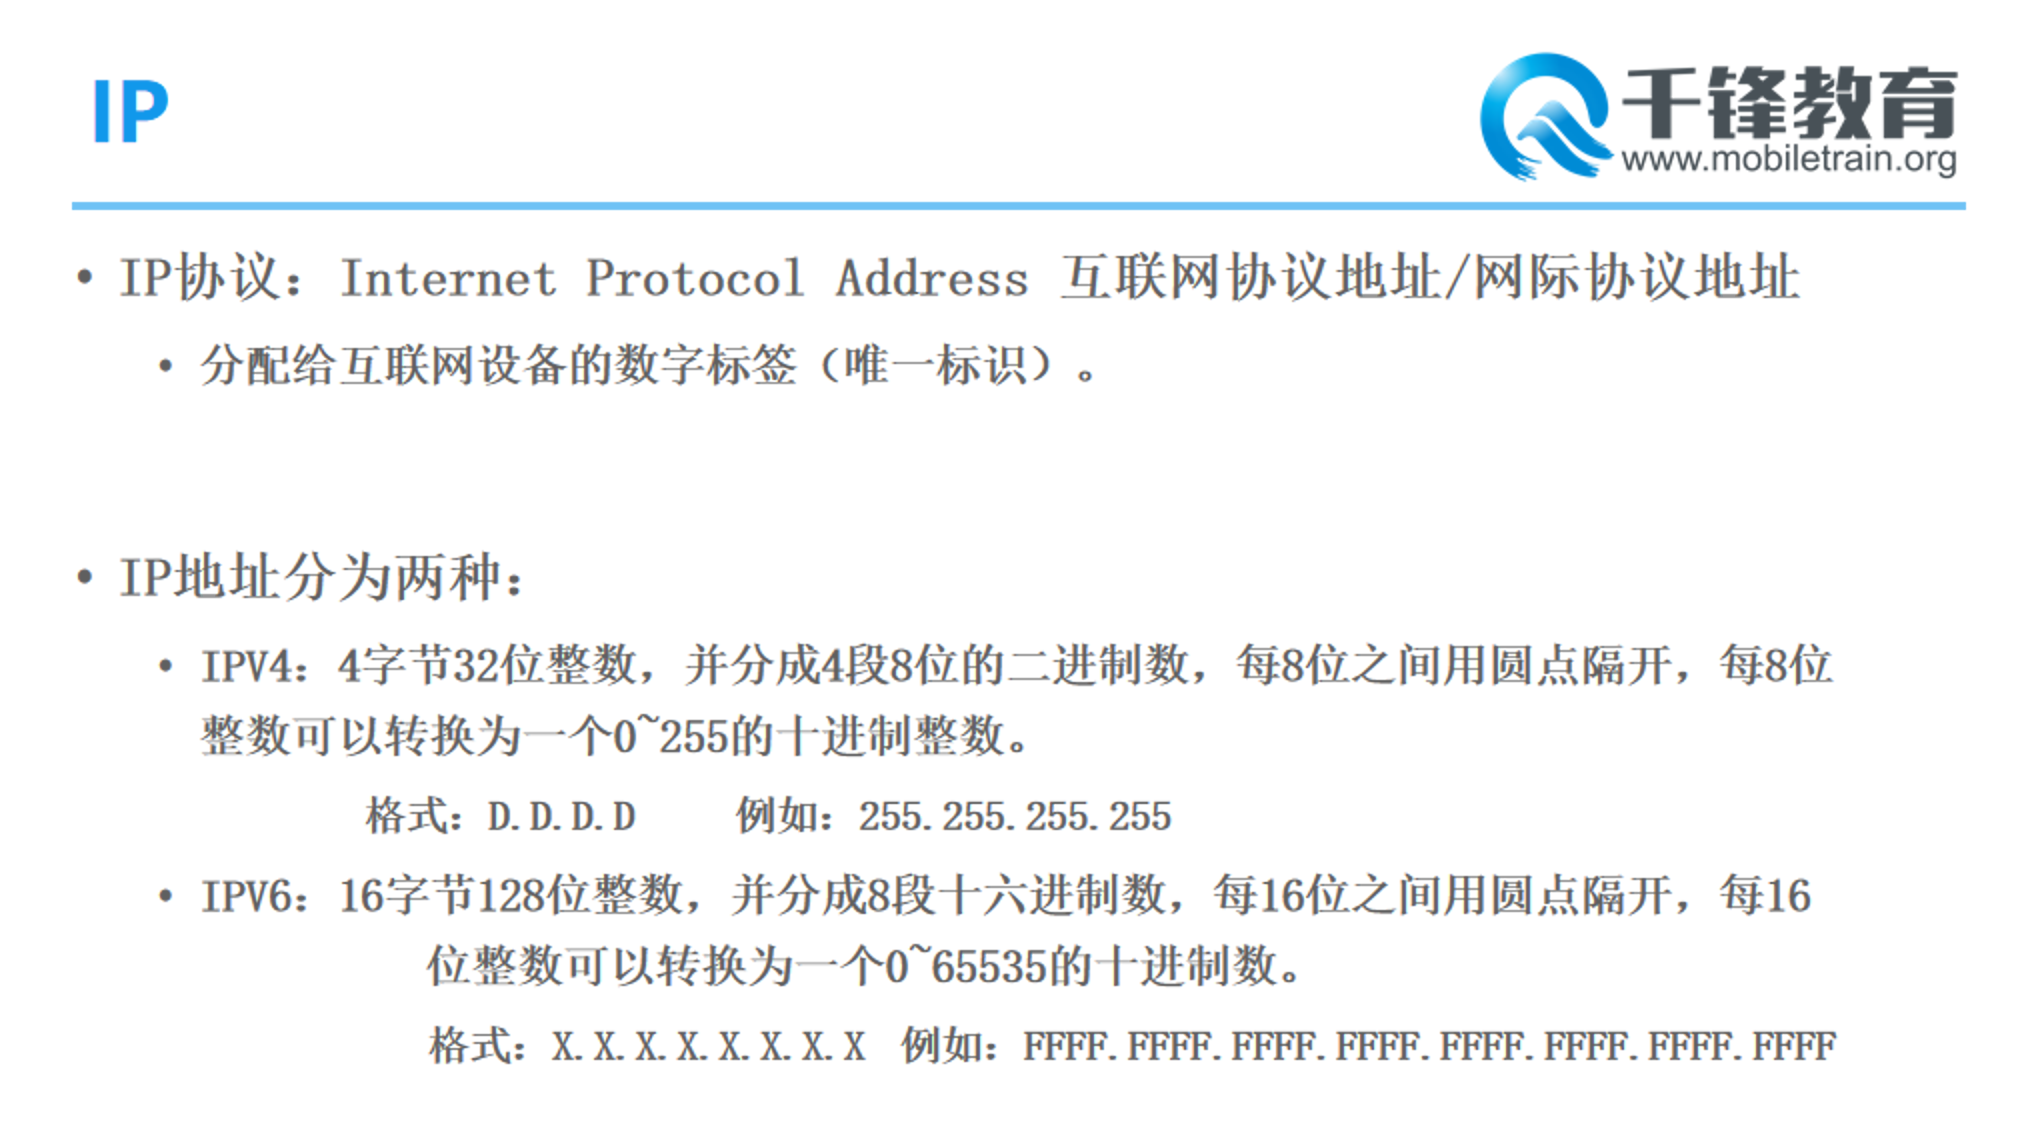 IP
千锋教育
www.mobiletrain.org
• IP协议：Internet Protocol Address 互联网协议地址/网际协议地址
• 分配给互联网设备的数字标签（唯一标识）。
• IP地址分为两种：
• IPV4：4字节32位整数，并分成4段8位的二进制数，每8位之间用圆点隔开，每8位
整数可以转换为一个0~255的十进制整数。
格式：D.D.D.D 例如：255.255.255.255
• IPV6：16字节128位整数，并分成8段十六进制数，每16位之间用圆点隔开，每16
位整数可以转换为一个0~65535的十进制数。
格式：X.X.X.X.X.X.X.X 例如：FFFF.FFFF.FFFF.FFFF.FFFF.FFFF.FFFF.FFFF